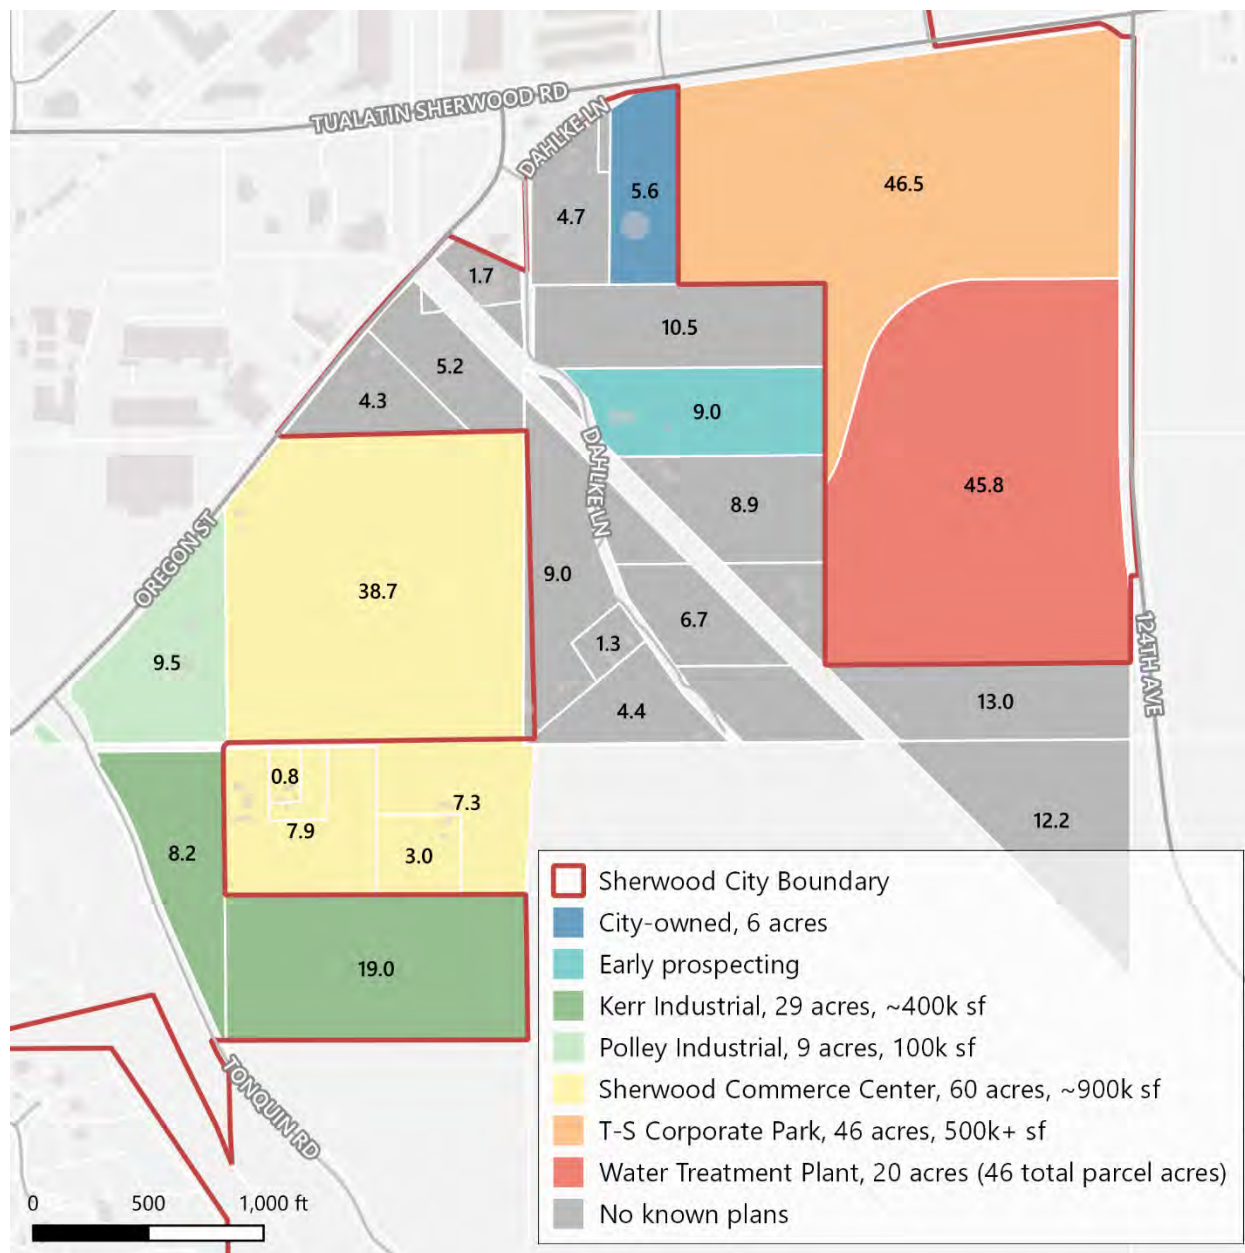 TUALATIN SHERWOOD RD
DAHLKE LN
46.5
5.6
4.7
1.7
10.5
5.2
4.3
9.0
DAHLKE LN
45.8
8.9
OREGON ST
38.7
9.0
6.7
1.3
124TH AVE
9.5
13.0
4.4
0.8
7.3
7.9
3.0
12.2
8.2
19.0
TONQUIN RD
Sherwood City Boundary
City-owned, 6 acres
Early prospecting
Kerr Industrial, 29 acres, ~400k sf
Polley Industrial, 9 acres, 100k sf
Sherwood Commerce Center, 60 acres, ~900k sf
T-S Corporate Park, 46 acres, 500k+ sf
Water Treatment Plant, 20 acres (46 total parcel acres)
No known plans
0 500 1,000 ft